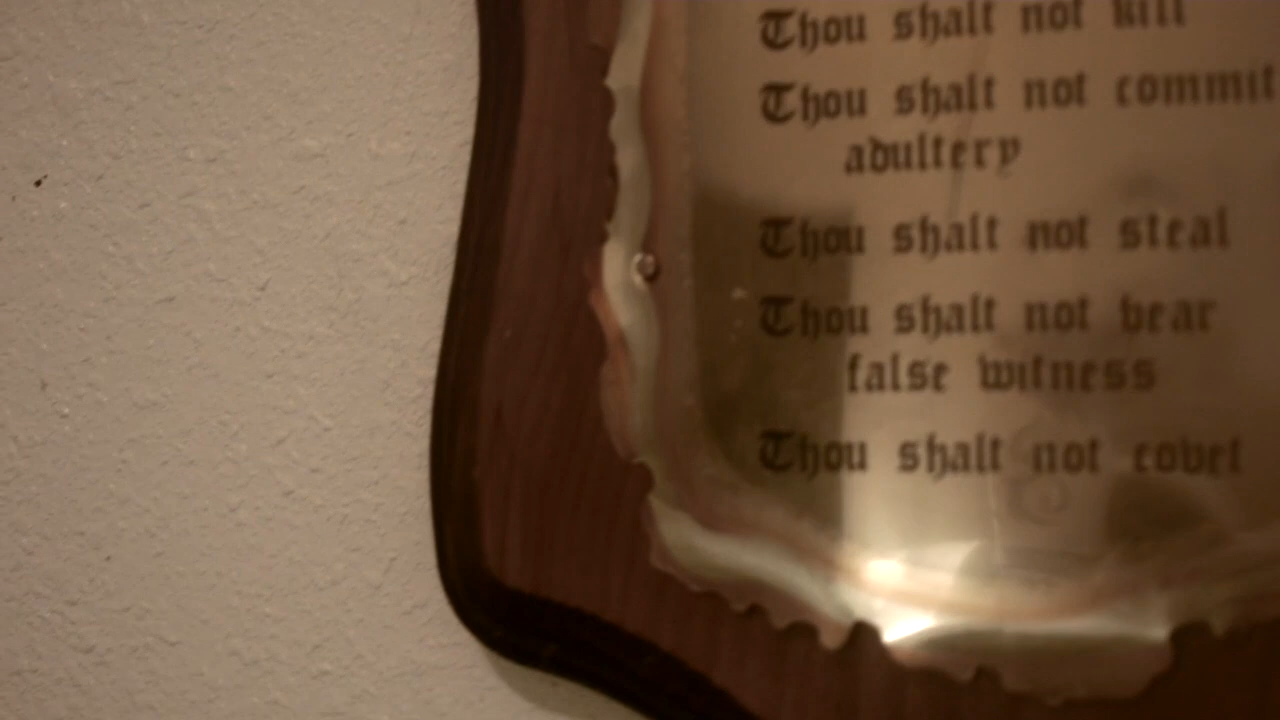 Thou shalt not kill
Thou shalt not commit
adultery
Thou shalt not steal
Thou shalt not bear
false witness
Thou shalt not covet